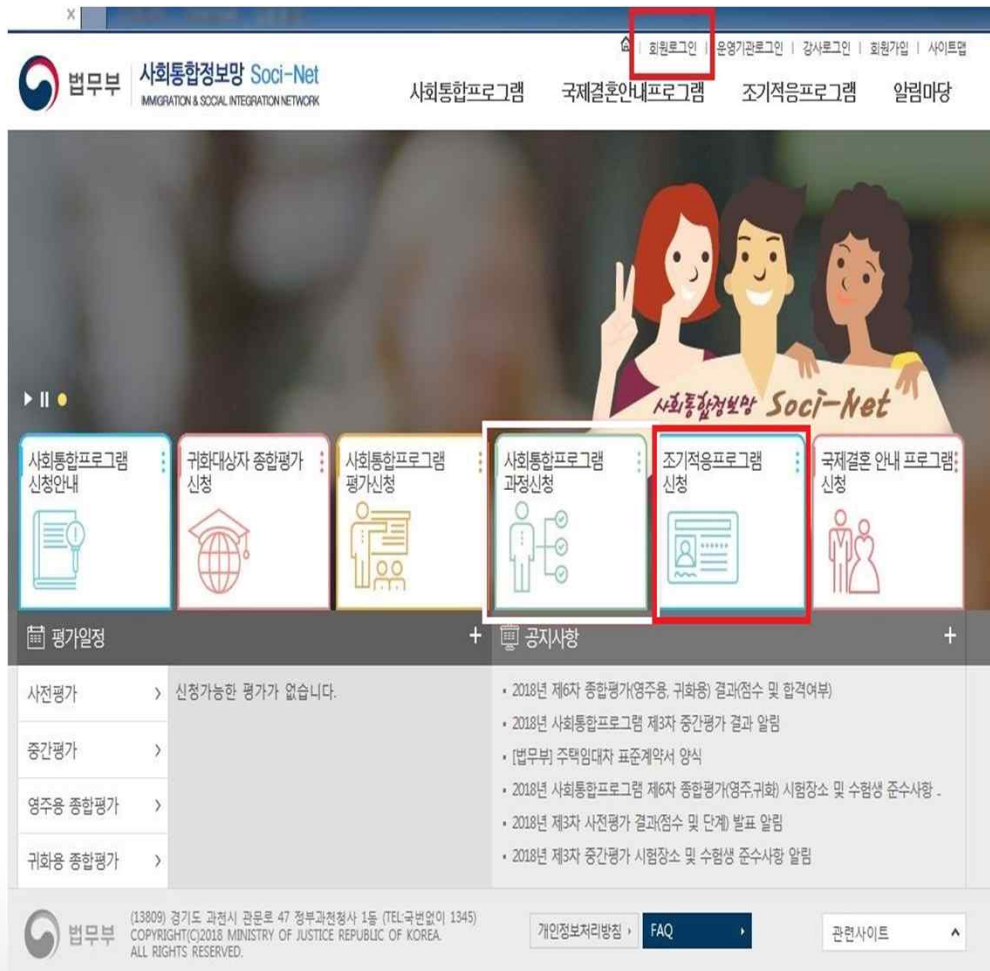 회원로그인 | 운영기관로그인 | 강사로그인 | 회원가입 | 사이트맵
법무부 사회통합정보망 Soci-Net
IMMIGRATION & SOCIAL INTEGRATION NETWORK
사회통합프로그램 국제결혼안내프로그램 조기적응프로그램 알림마당
사회통합정보망 Soci-Net
사회통합프로그램
신청안내
귀화대상자 종합평가
신청
사회통합프로그램
평가신청
사회통합프로그램
과정신청
조기적응프로그램
신청
국제결혼 안내 프로그램
신청
평가일정 +
사전평가 >
중간평가 >
영주용 종합평가 >
귀화용 종합평가 >
신청가능한 평가가 없습니다.
공지사항 +
• 2018년 제6차 종합평가(영주용, 귀화용) 결과(점수 및 합격여부)
• 2018년 사회통합프로그램 제3차 중간평가 결과 알림
• [법무부] 주택임대차 표준계약서 양식
• 2018년 사회통합프로그램 제6차 종합평가(영주,귀화) 시험장소 및 수험생 준수사항 ..
• 2018년 제3차 사전평가 결과(점수 및 단계) 발표 알림
• 2018년 제3차 중간평가 시험장소 및 수험생 준수사항 알림
법무부
(13809) 경기도 과천시 관문로 47 정부과천청사 1동 (TEL:국번없이 1345)
COPYRIGHT(C)2018 MINISTRY OF JUSTICE REPUBLIC OF KOREA.
ALL RIGHTS RESERVED.
개인정보처리방침 FAQ 관련사이트